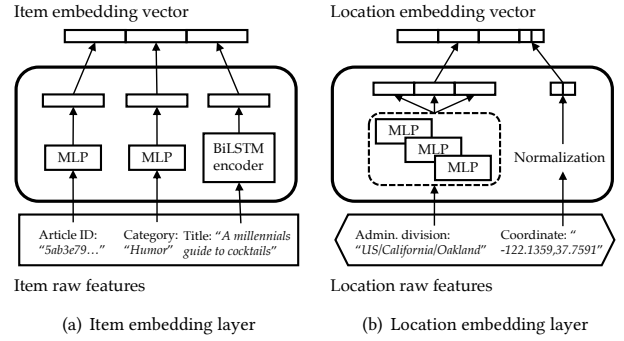 Item embedding vector
MLP
MLP
BiLSTM
encoder
Article ID:
"5ab3e79…"
Category:
"Humor"
Title: "A millennials
guide to cocktails"
Item raw features
(a) Item embedding layer
Location embedding vector
MLP
MLP
MLP
Normalization
Admin. division:
"US/California/Oakland"
Coordinate: "
-122.1359,37.7591"
Location raw features
(b) Location embedding layer